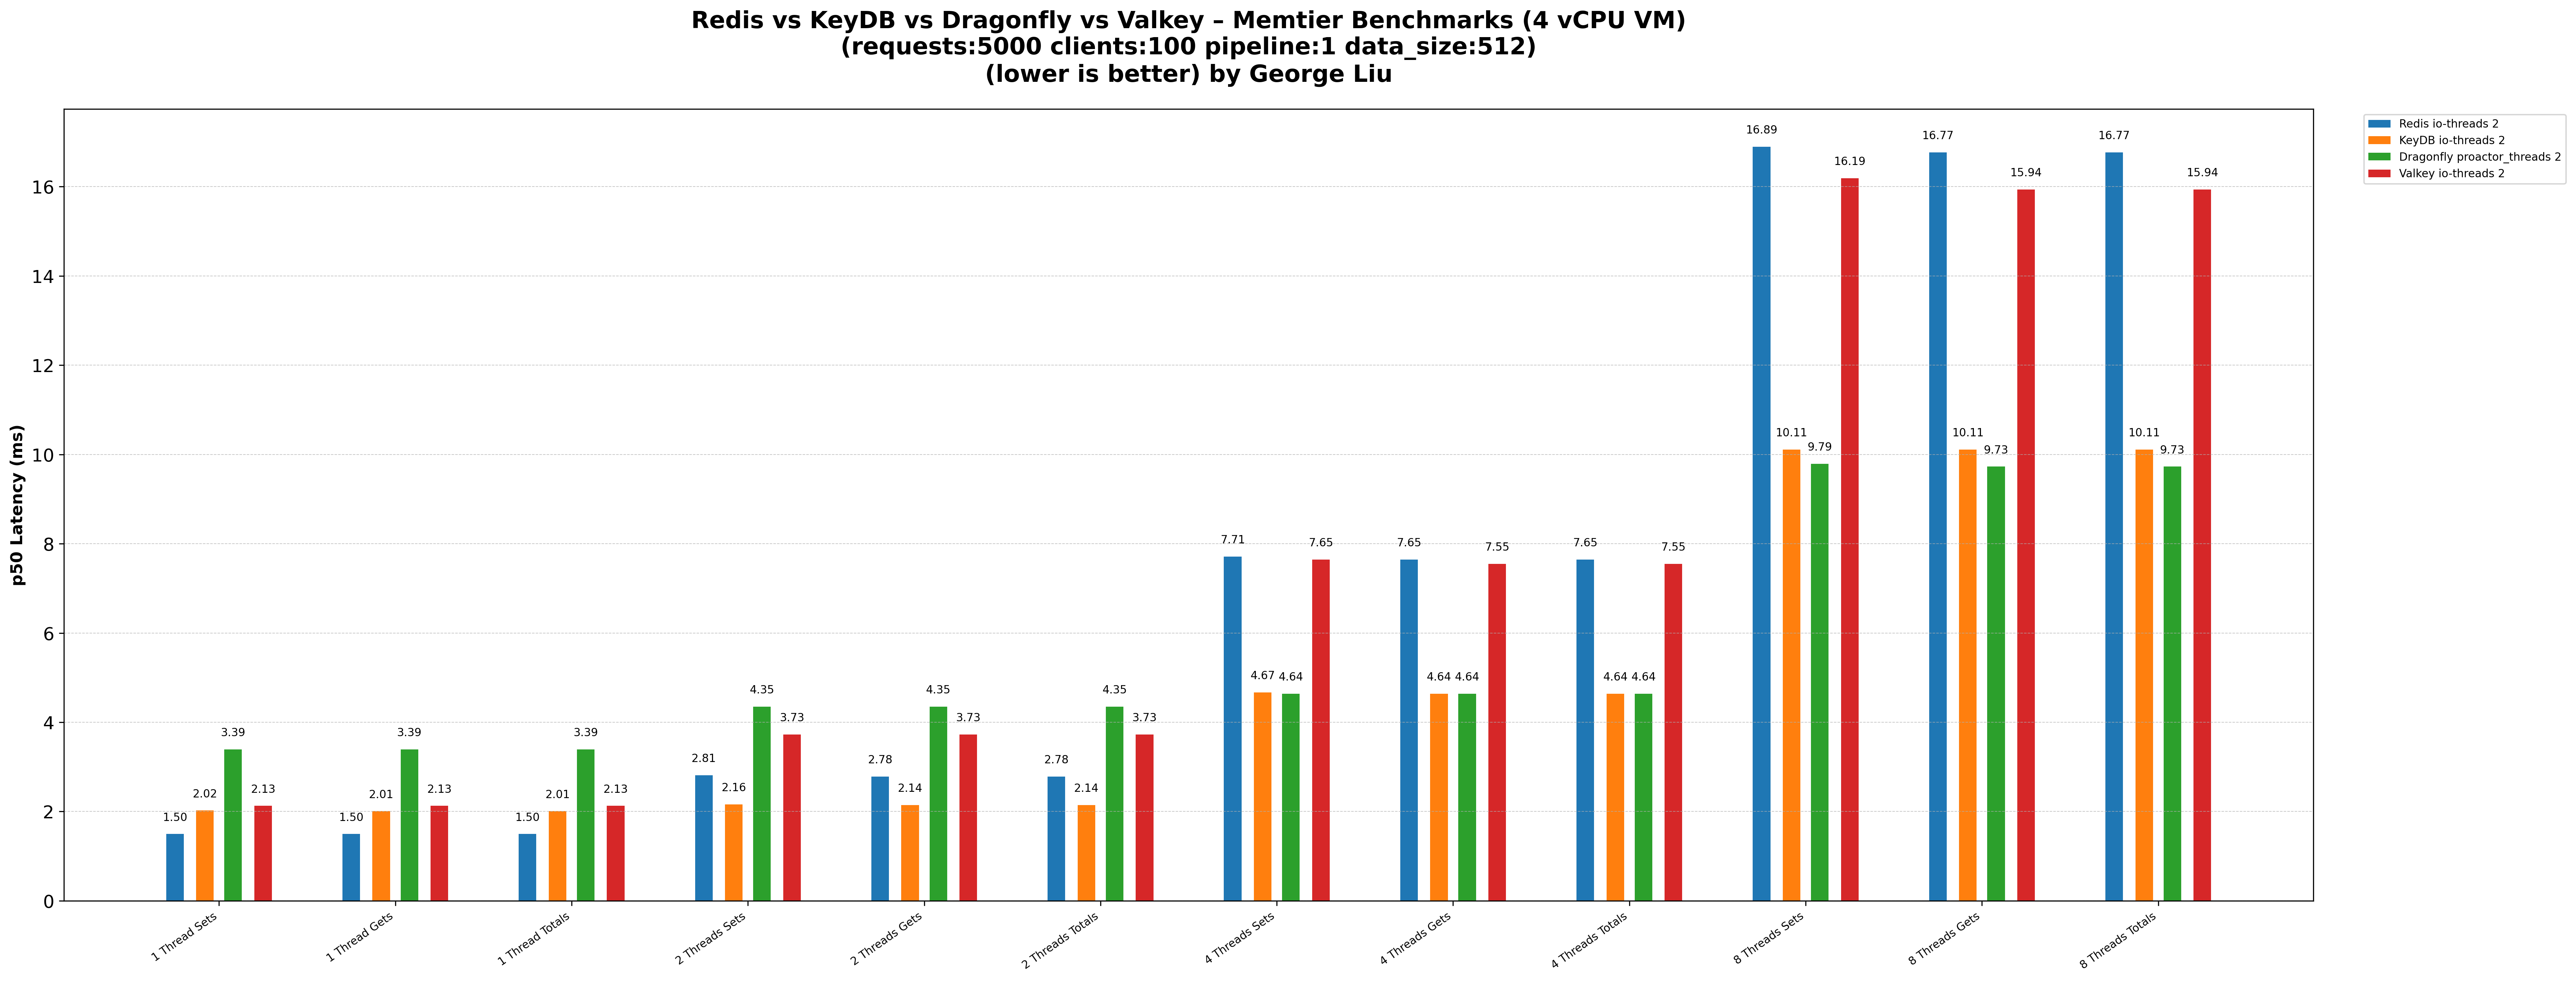 Redis vs KeyDB vs Dragonfly vs Valkey – Memtier Benchmarks (4 vCPU VM)
(requests:5000 clients:100 pipeline:1 data_size:512)
(lower is better) by George Liu
Redis io-threads 2
KeyDB io-threads 2
Dragonfly proactor_threads 2
Valkey io-threads 2
p50 Latency (ms)
16
14
12
10
8
6
4
2
0
1.50
2.02
3.39
2.13
1.50
2.01
3.39
2.13
1.50
2.01
3.39
2.13
2.81
2.16
4.35
3.73
2.78
2.14
4.35
3.73
2.78
2.14
4.35
3.73
7.71
4.67
4.64
7.65
7.65
4.64
4.64
7.55
7.65
4.64
4.64
7.55
16.89
10.11
9.79
16.19
16.77
10.11
9.73
15.94
16.77
10.11
9.73
15.94
1 Thread Sets
1 Thread Gets
1 Thread Totals
2 Threads Sets
2 Threads Gets
2 Threads Totals
4 Threads Sets
4 Threads Gets
4 Threads Totals
8 Threads Sets
8 Threads Gets
8 Threads Totals